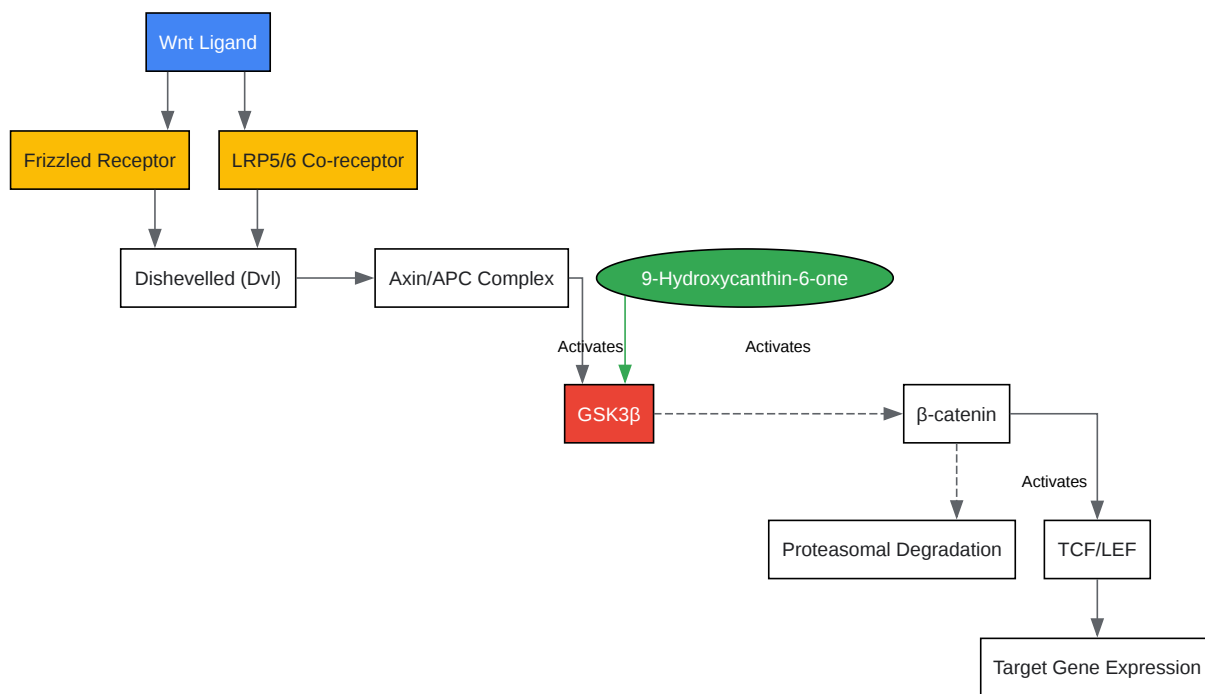 Wnt Ligand
Frizzled Receptor
LRP5/6 Co-receptor
Dishevelled (Dvl)
Axin/APC Complex
9-Hydroxycanthin-6-one
Activates
Activates
GSK3β
β-catenin
Activates
Proteasomal Degradation
TCF/LEF
Target Gene Expression